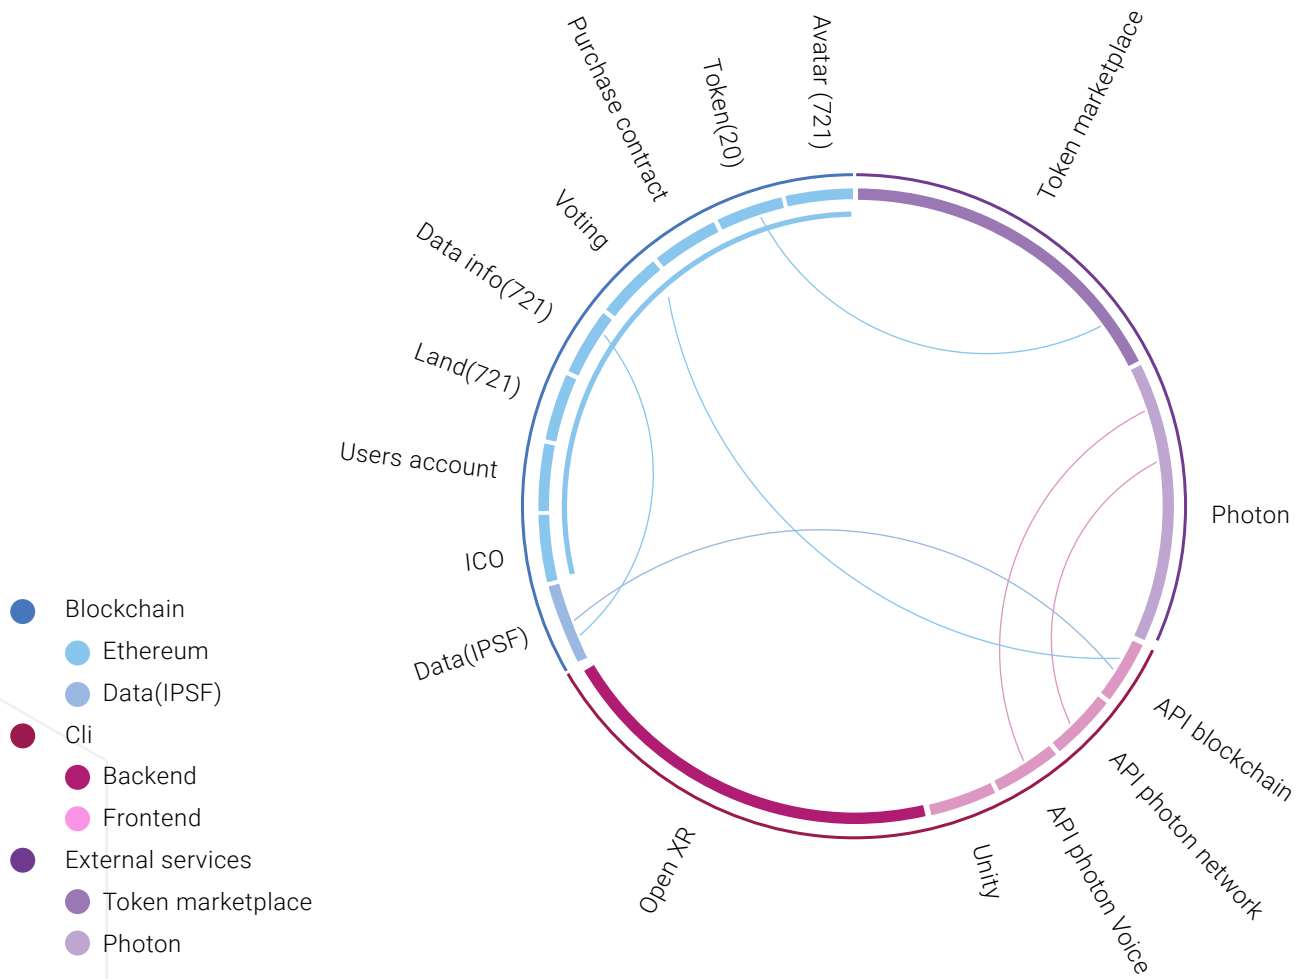 Purchase contract
Token(20)
Avatar (721)
Token marketplace
Voting
Data info(721)
Land(721)
Users account
ICO
Data(IPSF)
Photon
API blockchain
API photon network
API photon Voice
Unity
Open XR
Blockchain
Ethereum
Data(IPSF)
Cli
Backend
Frontend
External services
Token marketplace
Photon